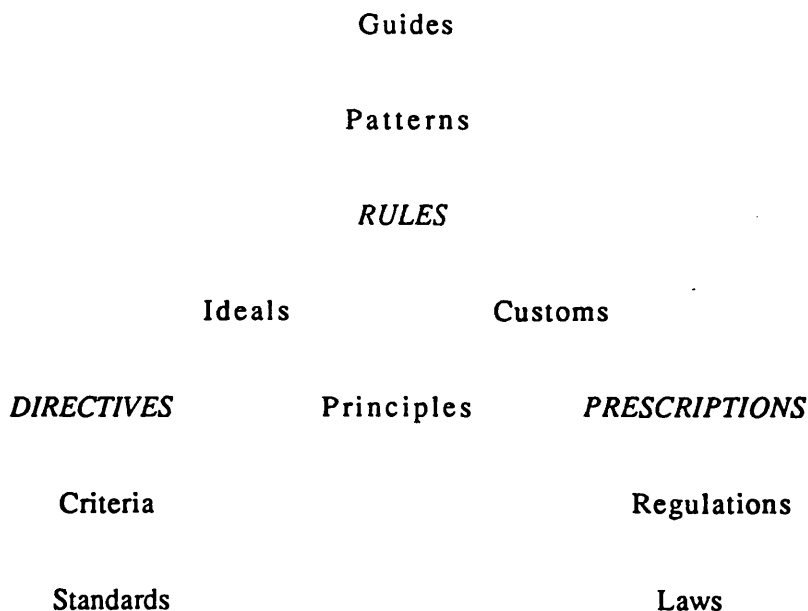 Guides
Patterns
RULES
Ideals Customs
DIRECTIVES Principles PRESCRIPTIONS
Criteria Regulations
Standards Laws